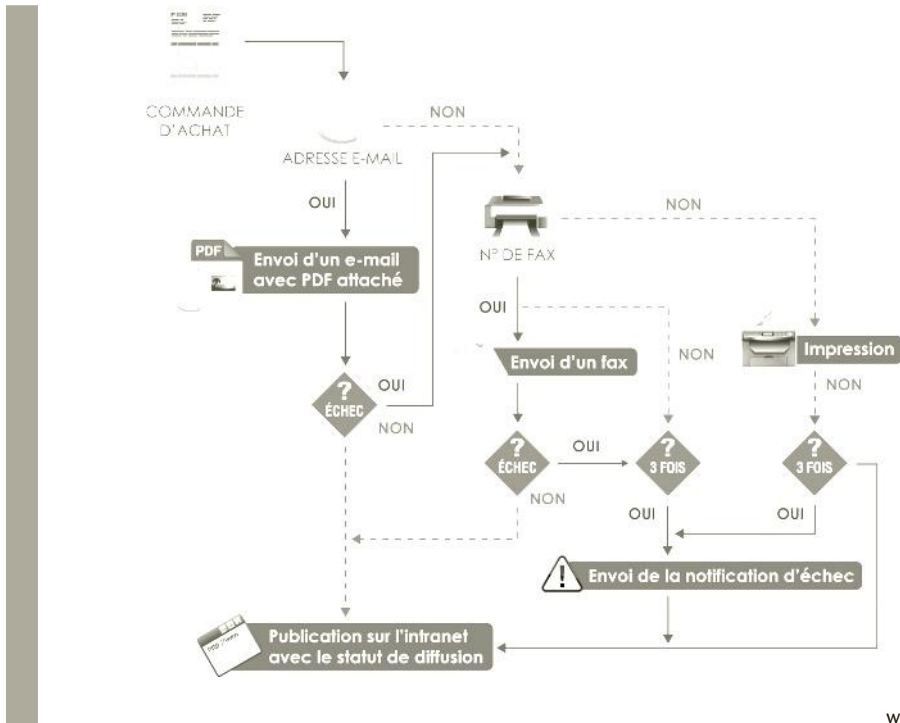 COMMANDE
D'ACHAT
NON
ADRESSE E-MAIL
OUI
NON
PDF
Envoi d'un e-mail
avec PDF attaché
N° DE FAX
OUI
Envoi d'un fax
NON
Impression
NON
?
ÉCHEC
OUI
NON
?
ÉCHEC
OUI
?
3 FOIS
?
3 FOIS
NON
OUI
OUI
Envoi de la notification d'échec
Publication sur l'intranet
avec le statut de diffusion
w